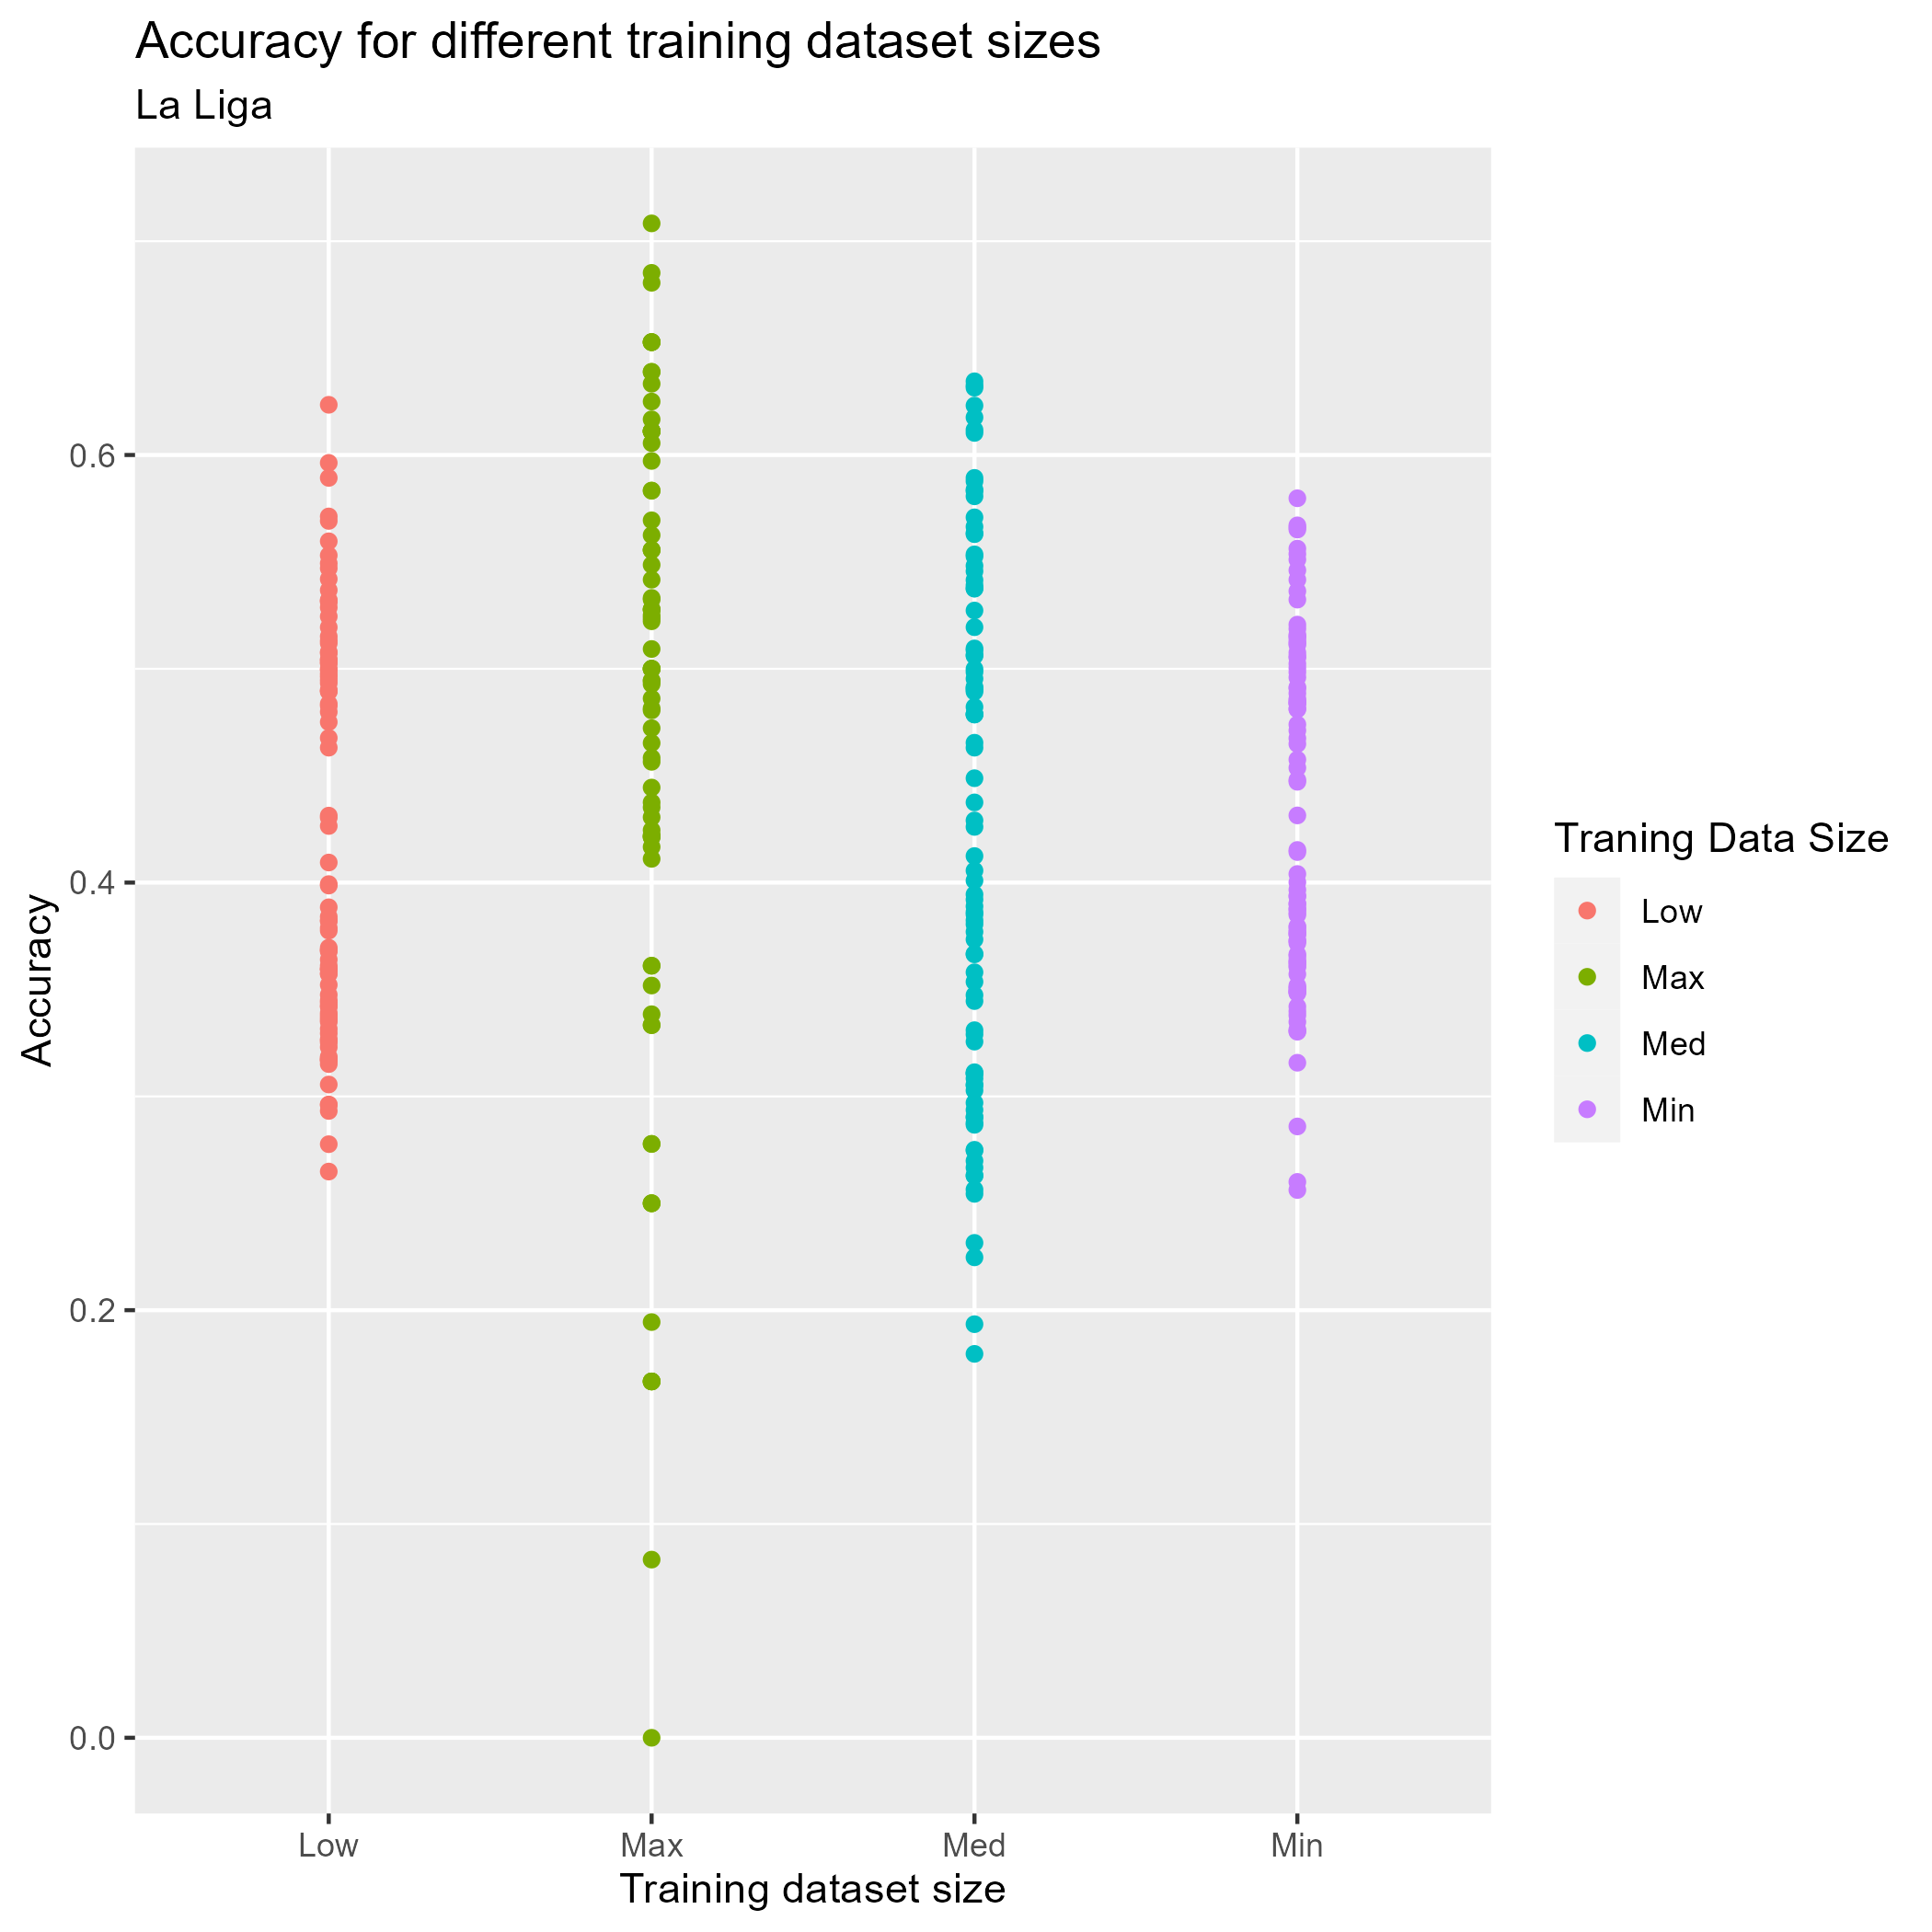 Accuracy for different training dataset sizes
La Liga
Accuracy
0.6
0.4
0.2
0.0
Low Max Med Min
Training dataset size
Traning Data Size
Low
Max
Med
Min